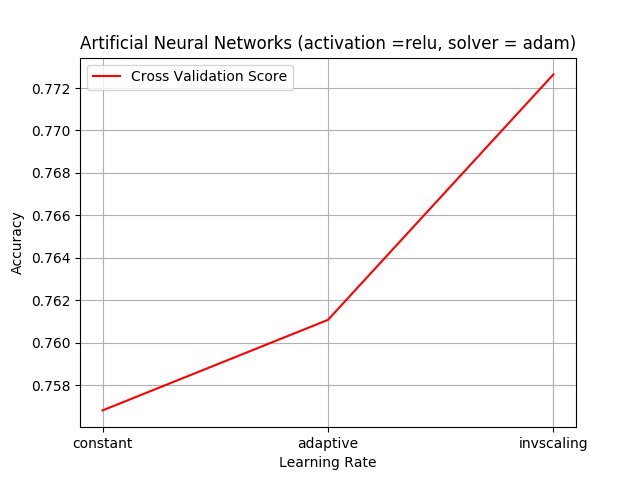 Artificial Neural Networks (activation =relu, solver = adam)
Cross Validation Score
0.772
0.770
0.768
0.766
0.764
0.762
0.760
0.758
Accuracy
constant adaptive invscaling
Learning Rate